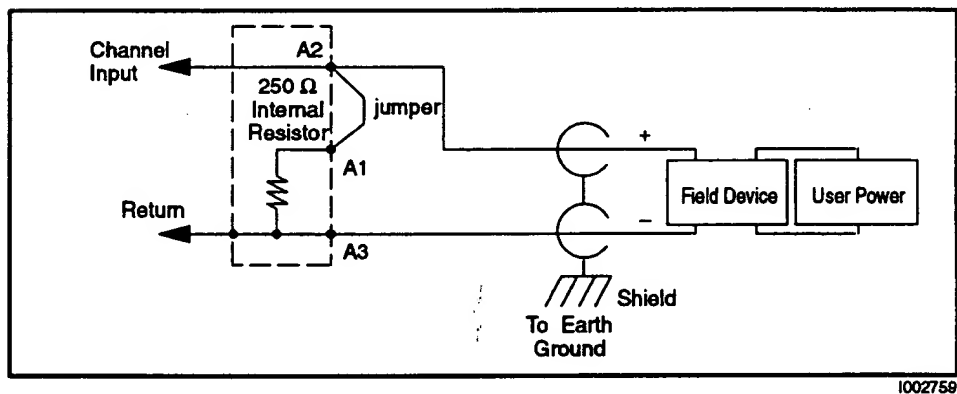 Channel
Input
A2
250 Ω
Internal
Resistor
jumper
A1
Return
A3
+
−
Field Device
User Power
Shield
To Earth
Ground
I002759